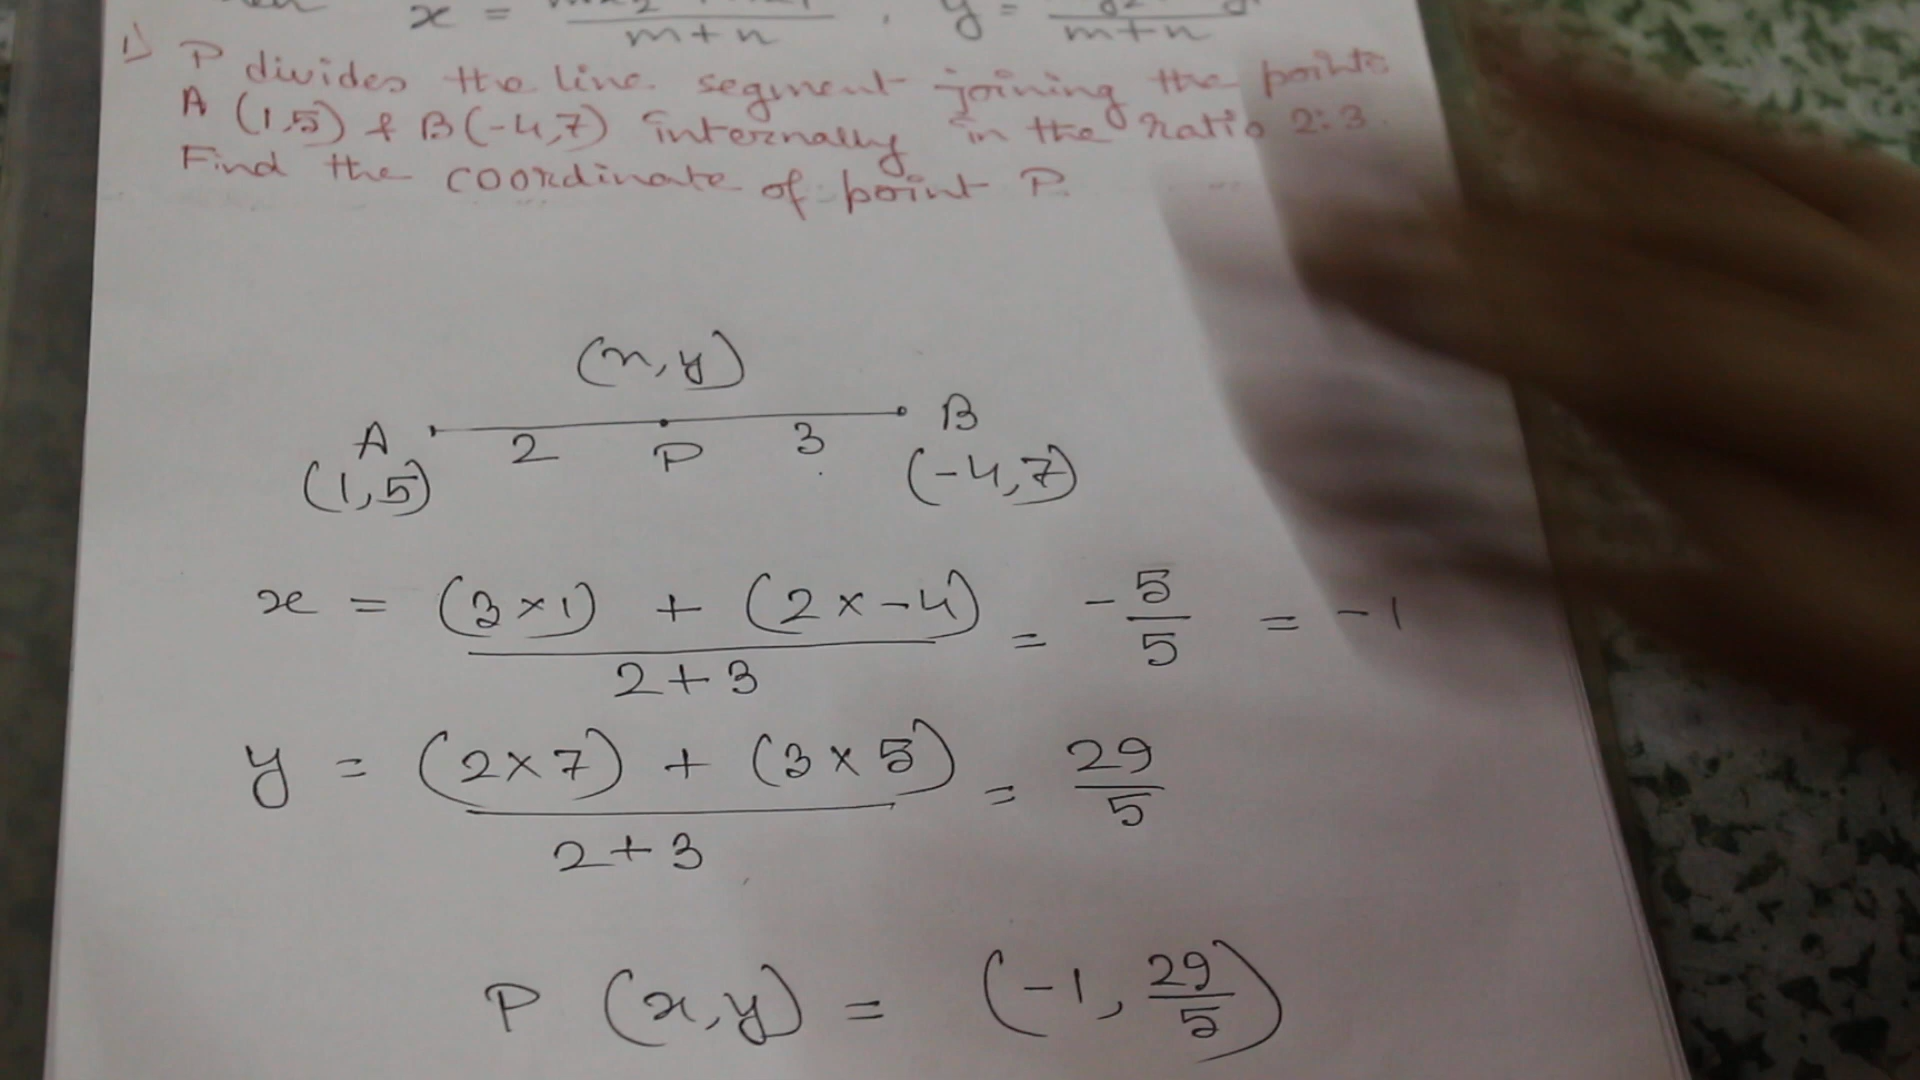 x = , y =
m+n m+n
1) P divides the line segment joining the points
A (1,5) & B(-4,7) internally in the ratio 2:3
Find the coordinate of point P.
(x,y)
A 2 P 3 B
(1,5) (-4,7)
x = (3×1) + (2×-4) = -5 = -1
2+3 5
y = (2×7) + (3×5) = 29
2+3 5
P (x,y) = (-1, 29/5)